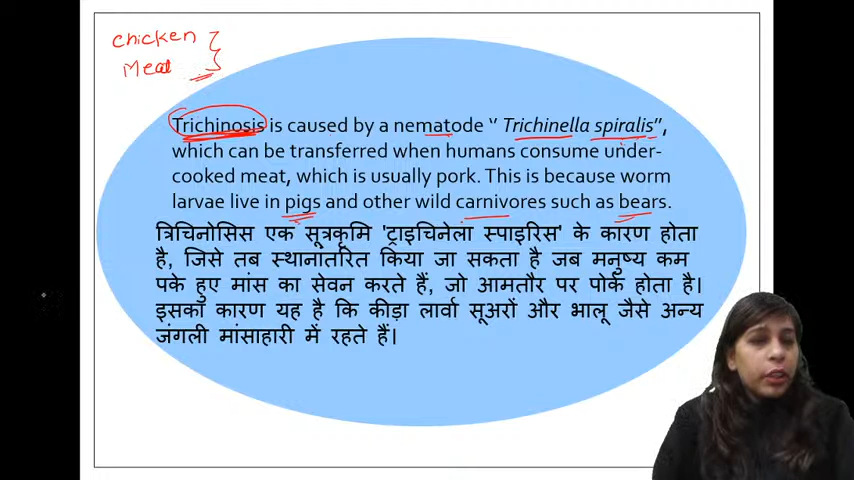 chicken
Meat
Trichinosis is caused by a nematode “ Trichinella spiralis”,
which can be transferred when humans consume under-
cooked meat, which is usually pork. This is because worm
larvae live in pigs and other wild carnivores such as bears.
त्रिचिनोसिस एक सूत्रकृमि 'ट्राइचिनेला स्पाइरिस' के कारण होता
है, जिसे तब स्थानांतरित किया जा सकता है जब मनुष्य कम
पके हुए मांस का सेवन करते हैं, जो आमतौर पर पोर्क होता है।
इसका कारण यह है कि कीड़ा लार्वा सूअरों और भालू जैसे अन्य
जंगली मांसाहारी में रहते हैं।